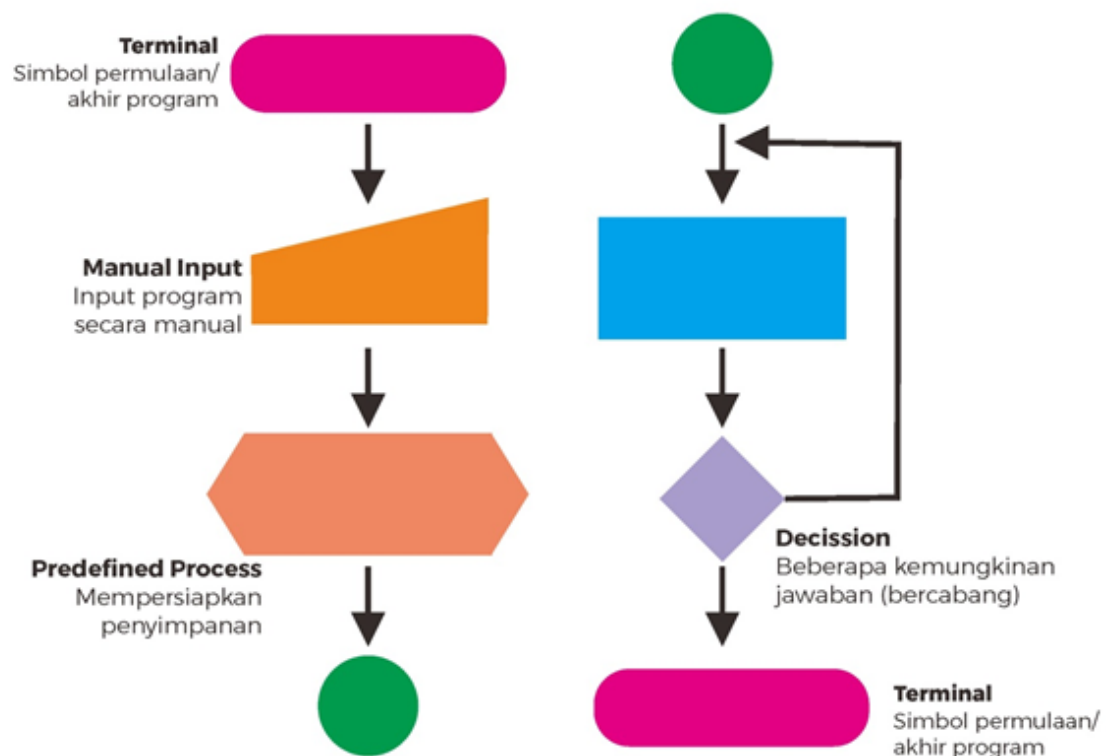 Terminal
Simbol permulaan/
akhir program
Manual Input
Input program
secara manual
Predefined Process
Mempersiapkan
penyimpanan
Decission
Beberapa kemungkinan
jawaban (bercabang)
Terminal
Simbol permulaan/
akhir program